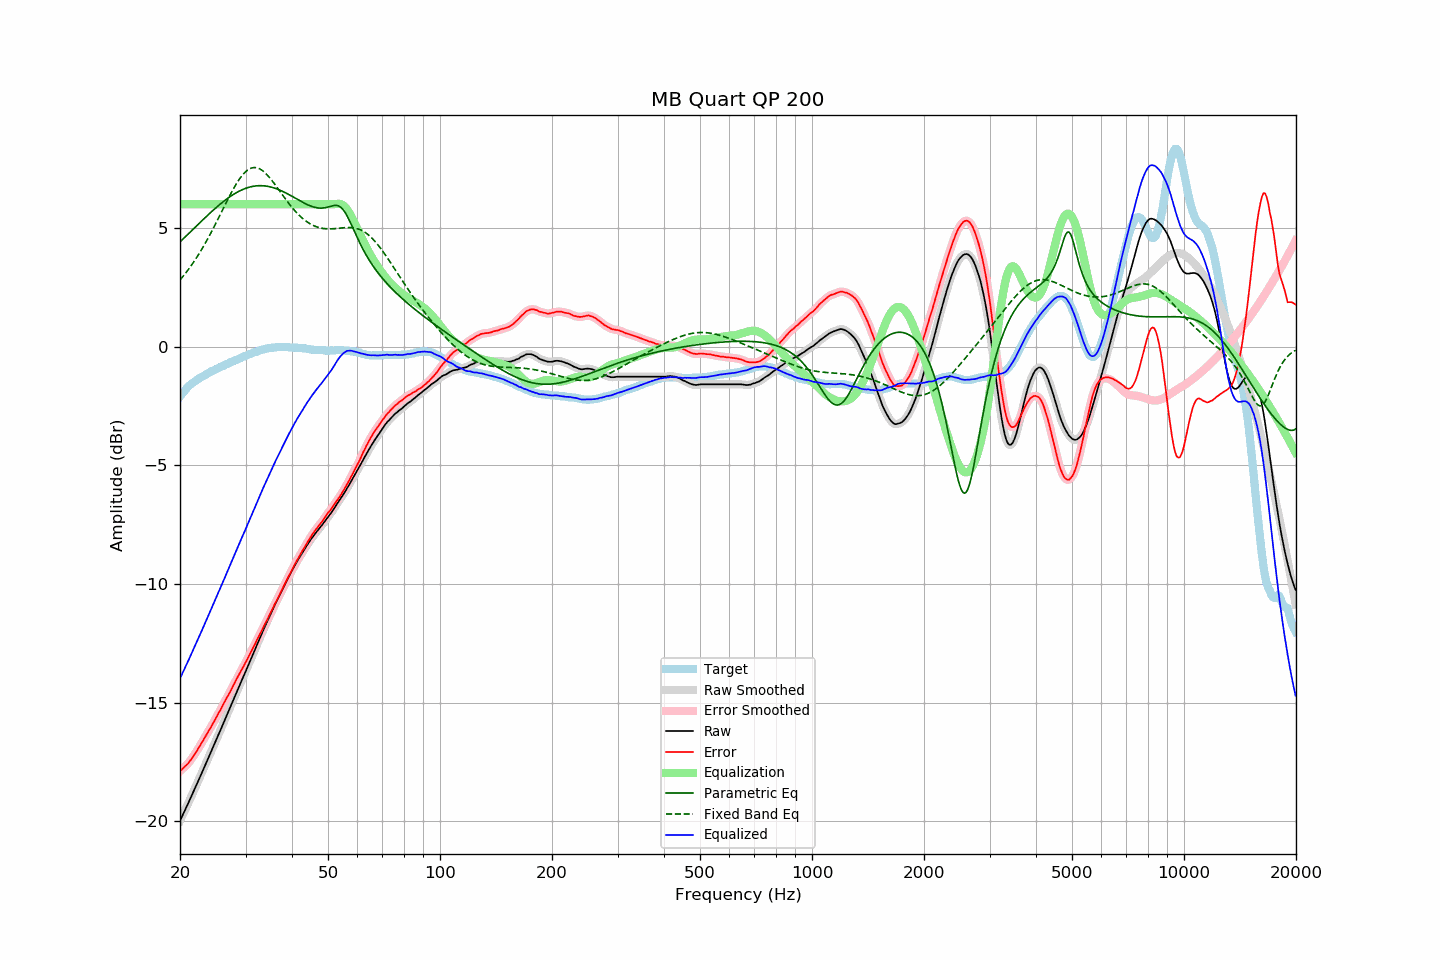 MB Quart QP 200
Amplitude (dBr)
5
0
−5
−10
−15
−20
Target
Raw Smoothed
Error Smoothed
Raw
Error
Equalization
Parametric Eq
Fixed Band Eq
Equalized
20 50 100 200 500 1000 2000 5000 10000 20000
Frequency (Hz)